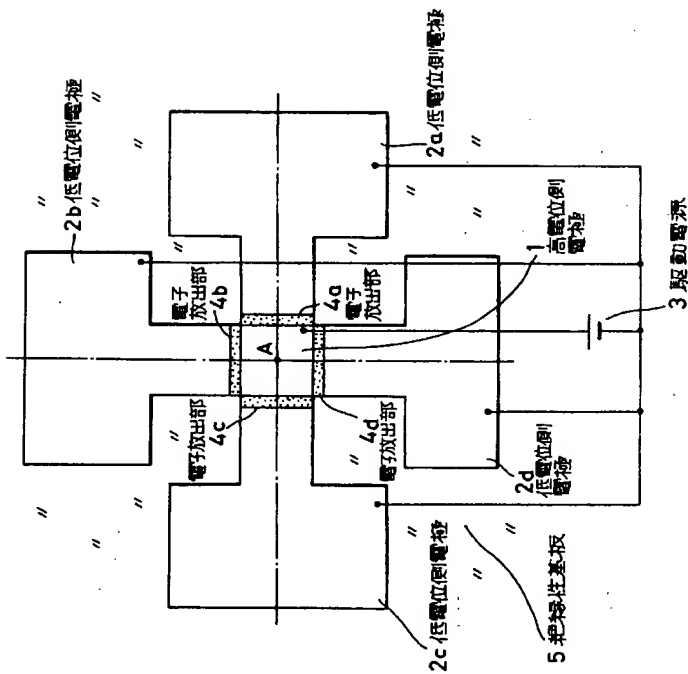 2b 低電位側電極
2a 低電位側電極
4b
電子
放出部
4a
電子
放出部
A
電子放出部
4c
4d
電子放出部
1
高電位側
電極
2d
低電位側
電極
2c 低電位側電極
3 駆動電源
5 絶縁性基板